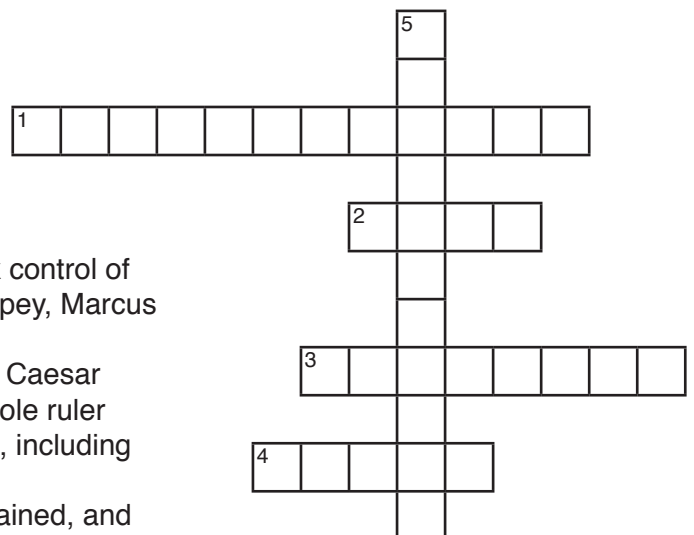 5
1
2
control of
pey, Marcus
3
Caesar
ole ruler
, including
4
ained, and